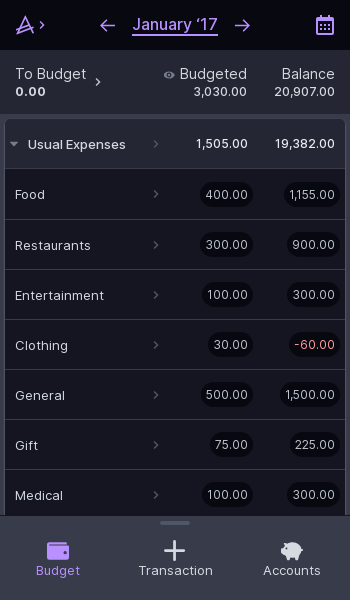 January ‘17
To Budget Budgeted Balance
0.00 3,030.00 20,907.00
Usual Expenses 1,505.00 19,382.00
Food 400.00 1,155.00
Restaurants 300.00 900.00
Entertainment 100.00 300.00
Clothing 30.00 -60.00
General 500.00 1,500.00
Gift 75.00 225.00
Medical 100.00 300.00
Budget Transaction Accounts